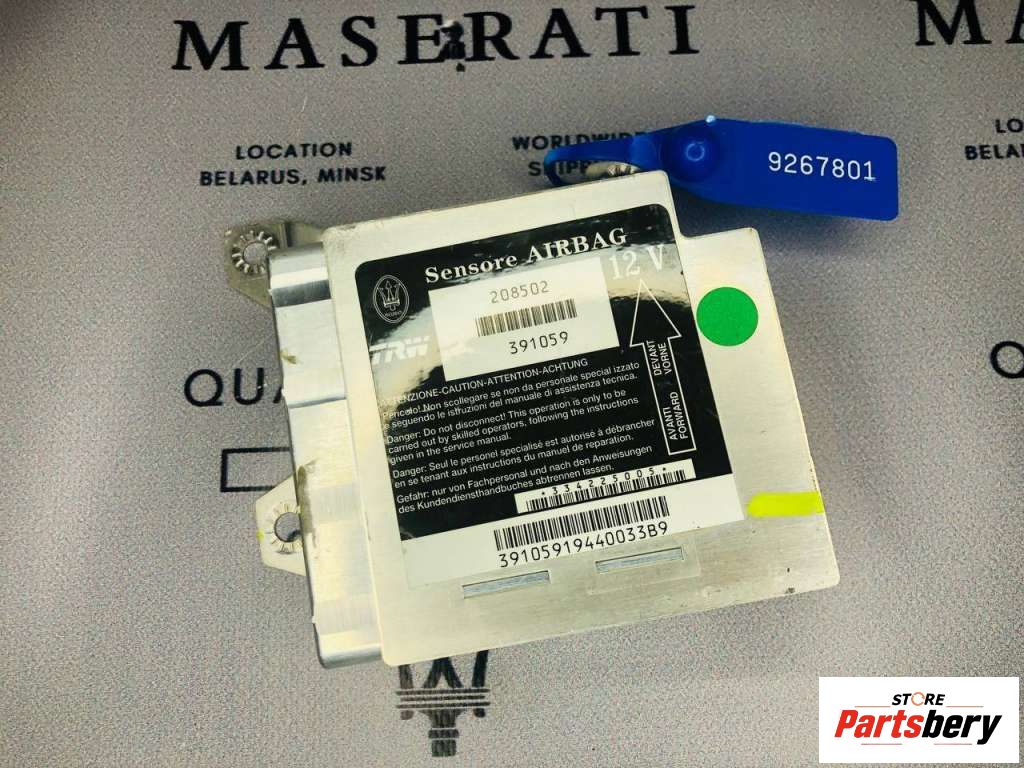 MASERATI
MA
LOCATION
BELARUS, MINSK
WORLDWIDE
SHIPP
LO
BELA
9267801
Sensore AIRBAG
12 V
208502
391059
TRW
DEVANT
VORNE
AVANTI
FORWARD
ATTENZIONE-CAUTION-ATTENTION-ACHTUNG
Pericolo! Non scollegare se non da personale specializzato
e seguendo le istruzioni del manuale di assistenza tecnica.
Danger: Do not disconnect! This operation is only to be
carried out by skilled operators, following the instructions
given in the service manual.
Danger: Seul le personel specialisé est autorisé à débrancher
en se tenant aux instructions du manuel de reparation.
Gefahr: nur von Fachpersonal und nach den Anweisungen
des Kundendiensthandbuches abtrennen lassen.
*334225005*
39105919440033B9
QUA
STORE
Partsbery